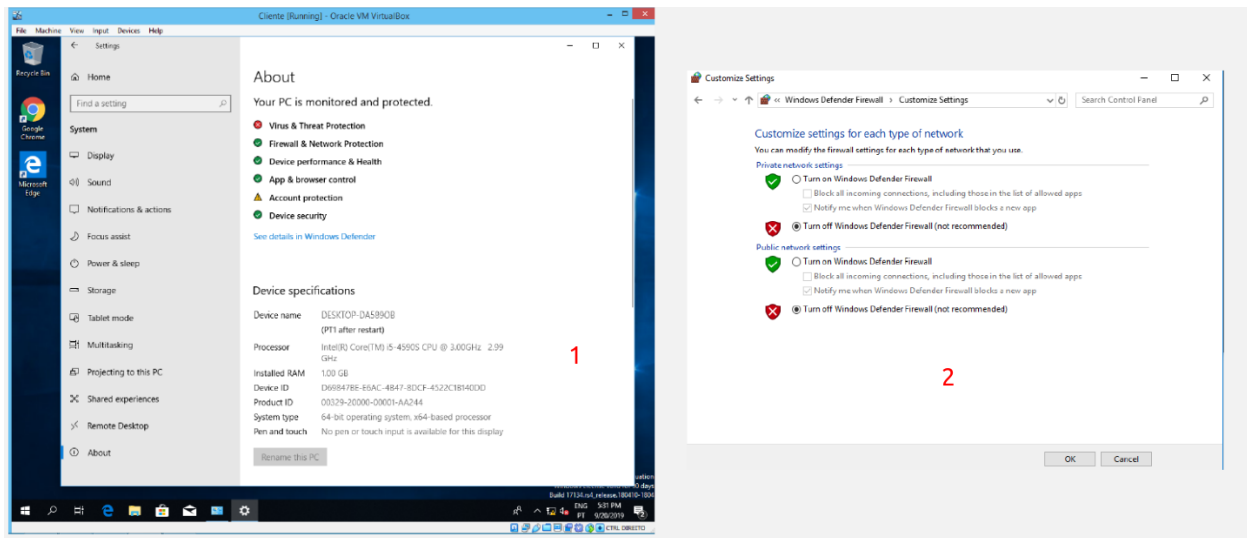 Cliente [Running] - Oracle VM VirtualBox
File Machine View Input Devices Help
Recycle Bin
Google Chrome
Microsoft Edge
Settings
Home
Find a setting
System
Display
Sound
Notifications & actions
Focus assist
Power & sleep
Storage
Tablet mode
Multitasking
Projecting to this PC
Shared experiences
Remote Desktop
About
About
Your PC is monitored and protected.
Virus & Threat Protection
Firewall & Network Protection
Device performance & Health
App & browser control
Account protection
Device security
See details in Windows Defender
Device specifications
Device name DESKTOP-DA589OB
(PT1 after restart)
Processor Intel(R) Core(TM) i5-4590S CPU @ 3.00GHz 2.99
GHz
Installed RAM 1.00 GB
Device ID D69847BE-E6AC-4B47-8DCF-4522C1B140DD
Product ID 00329-20000-00001-AA244
System type 64-bit operating system, x64-based processor
Pen and touch No pen or touch input is available for this display
Rename this PC
Build 17134.rs4_release.180410-1804
ENG 5:31 PM
PT 9/20/2019
CTRL DIREITO
1
Customize Settings
« Windows Defender Firewall › Customize Settings
Search Control Panel
Customize settings for each type of network
You can modify the firewall settings for each type of network that you use.
Private network settings
Turn on Windows Defender Firewall
Block all incoming connections, including those in the list of allowed apps
Notify me when Windows Defender Firewall blocks a new app
Turn off Windows Defender Firewall (not recommended)
Public network settings
Turn on Windows Defender Firewall
Block all incoming connections, including those in the list of allowed apps
Notify me when Windows Defender Firewall blocks a new app
Turn off Windows Defender Firewall (not recommended)
2
OK Cancel